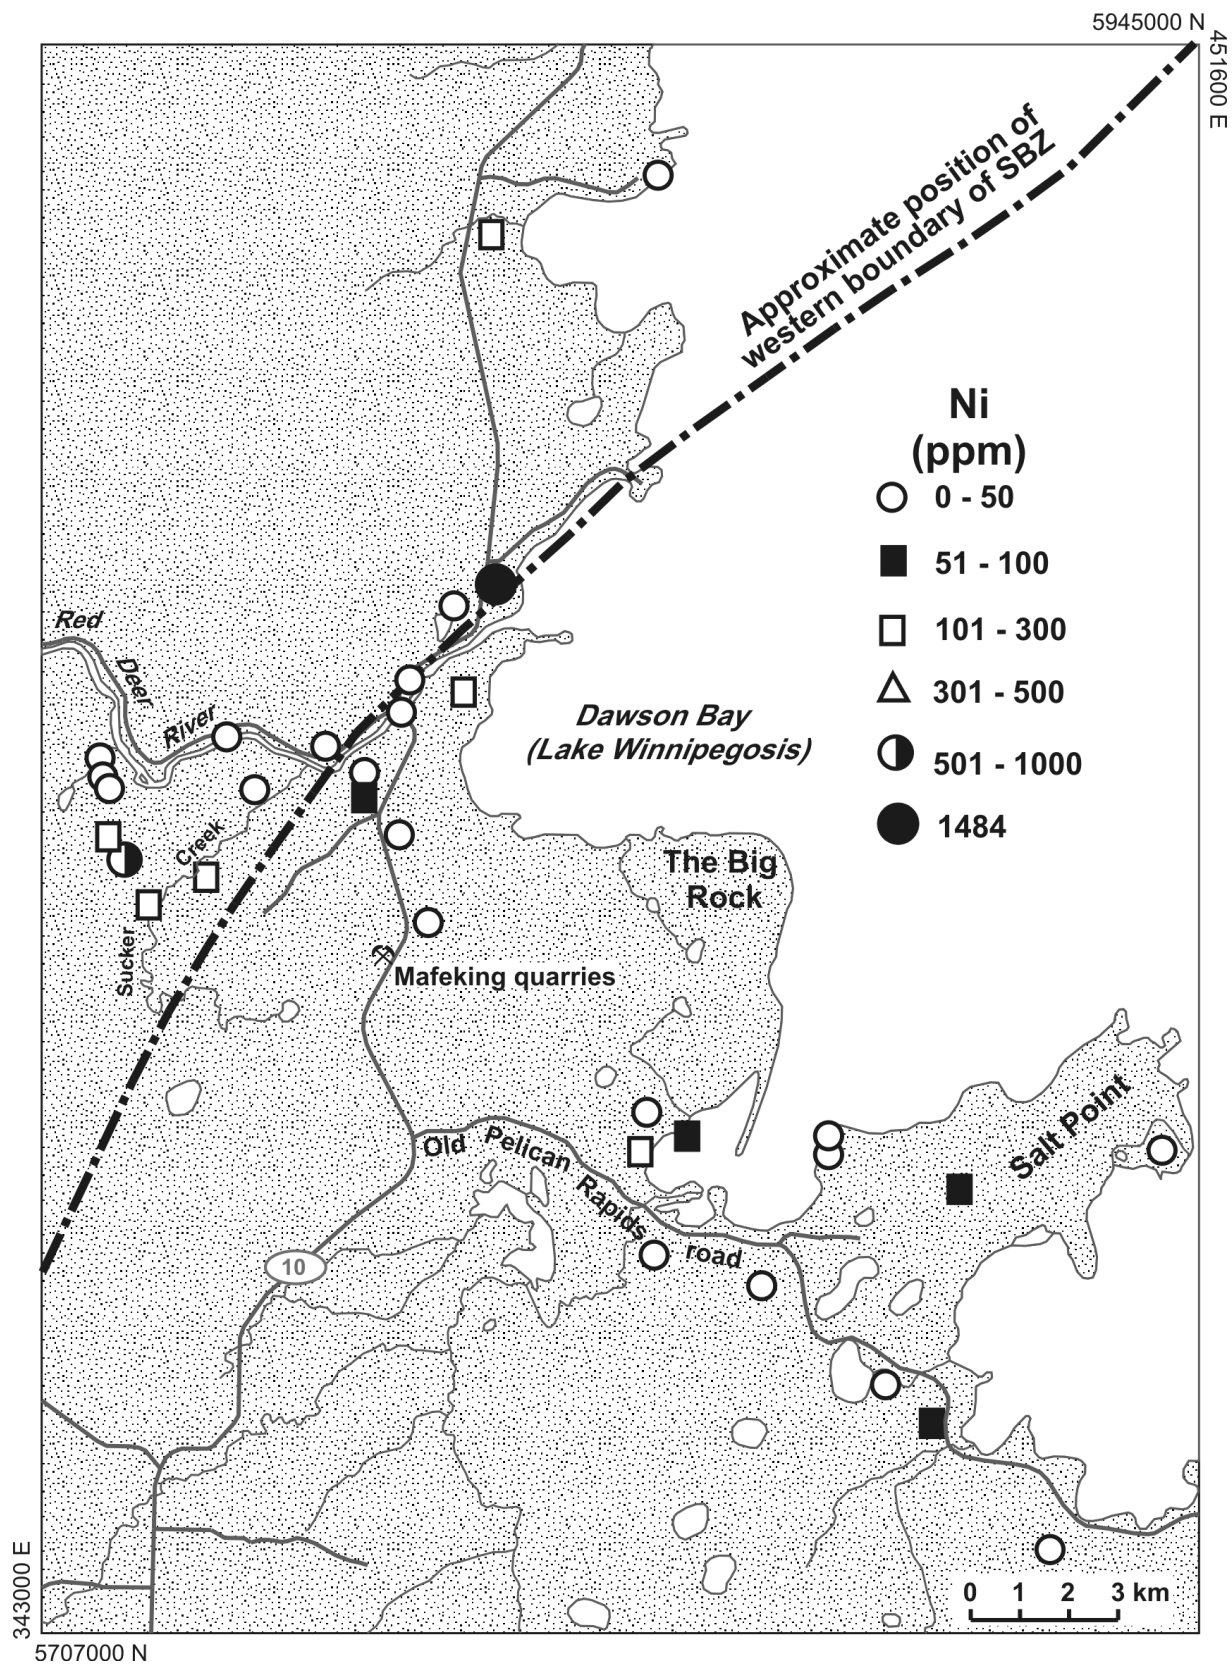 5945000 N
451600 E
Approximate position of
western boundary of SBZ
Ni
(ppm)
0 - 50
51 - 100
101 - 300
301 - 500
501 - 1000
1484
Red
Deer
River
Dawson Bay
(Lake Winnipegosis)
Creek
Sucker
The Big
Rock
Mafeking quarries
Salt Point
Old Pelican
Rapids
road
10
0 1 2 3 km
343000 E
5707000 N